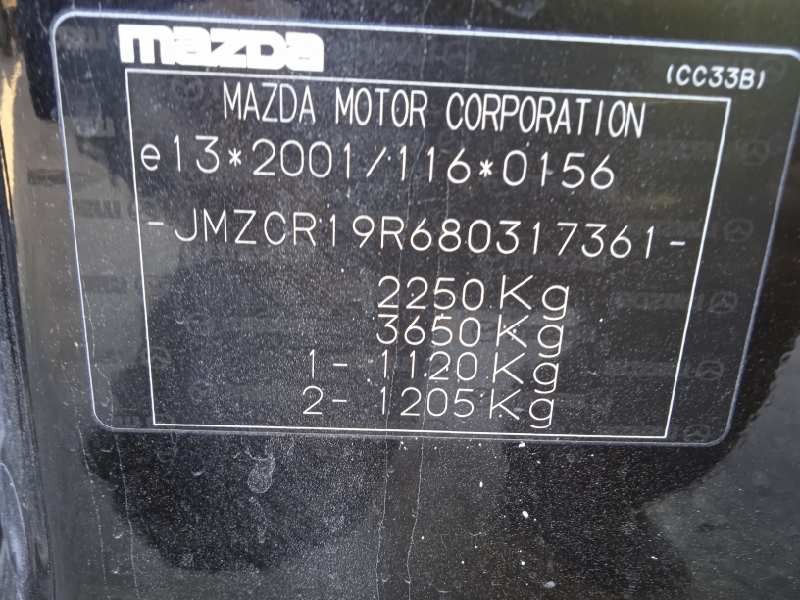 mazda
(CC33B)
MAZDA MOTOR CORPORATION
e13*2001/116*0156
-JMZCR19R680317361-
2250Kg
3650Kg
1- 1120Kg
2- 1205Kg